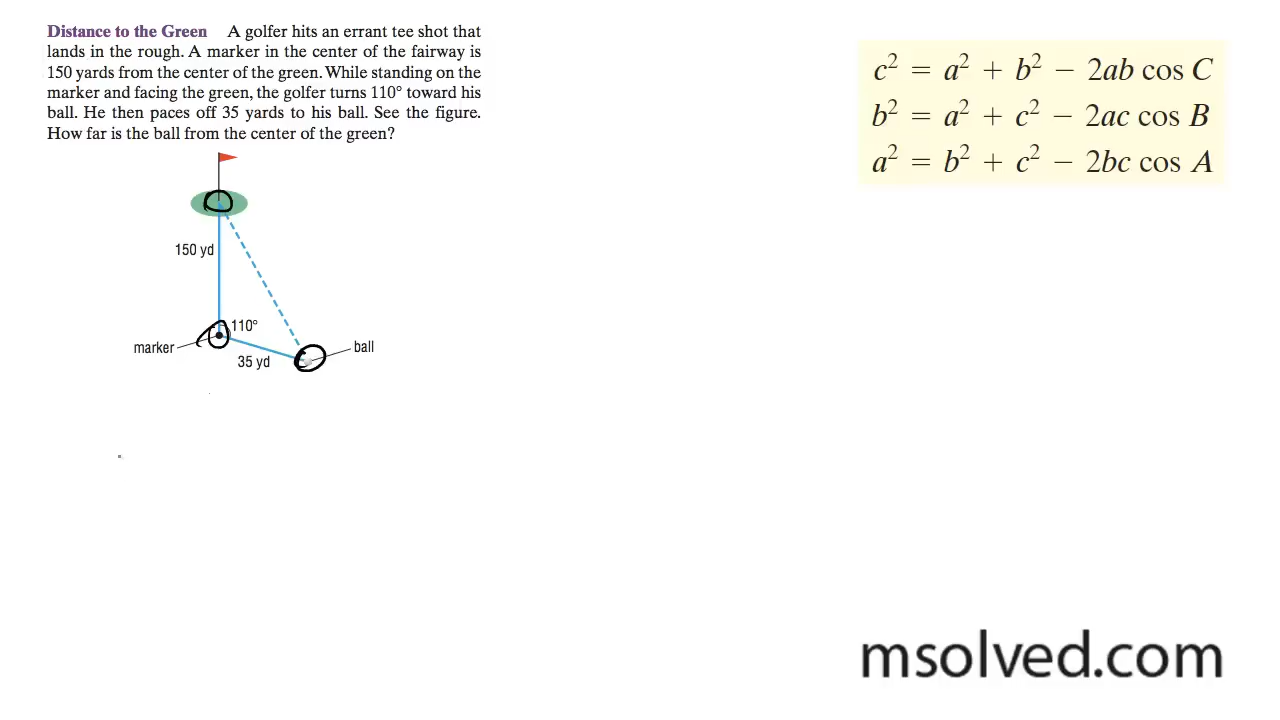 Distance to the Green A golfer hits an errant tee shot that
lands in the rough. A marker in the center of the fairway is
150 yards from the center of the green. While standing on the
marker and facing the green, the golfer turns 110° toward his
ball. He then paces off 35 yards to his ball. See the figure.
How far is the ball from the center of the green?
c² = a² + b² − 2ab cos C
b² = a² + c² − 2ac cos B
a² = b² + c² − 2bc cos A
150 yd
110°
marker
ball
35 yd
msolved.com